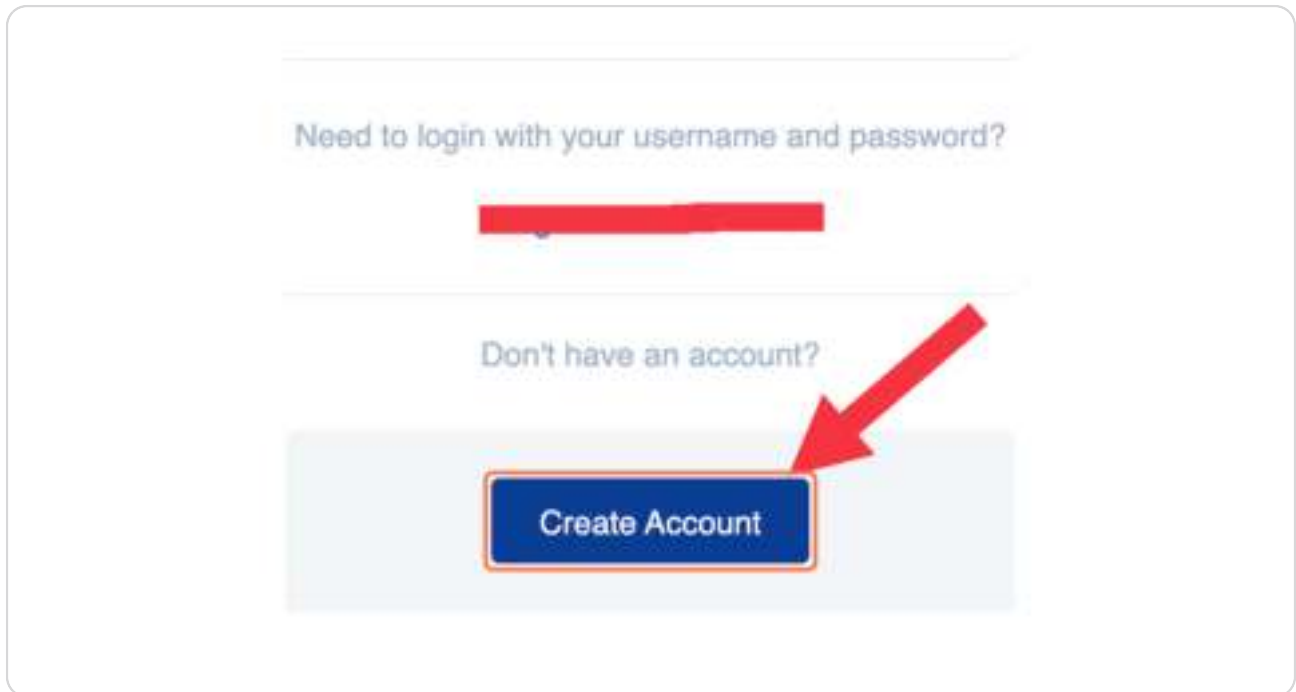 Need to login with your username and password?
Don't have an account?
Create Account